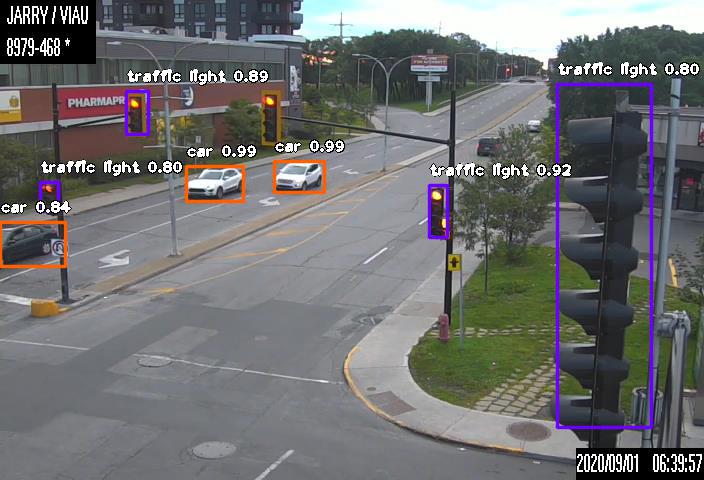 JARRY / VIAU
8979-468 *
traffic light 0.89
traffic light 0.80
PHARMAPR
car 0.99
car 0.99
traffic light 0.80
traffic light 0.92
car 0.84
2020/09/01 06:39:57